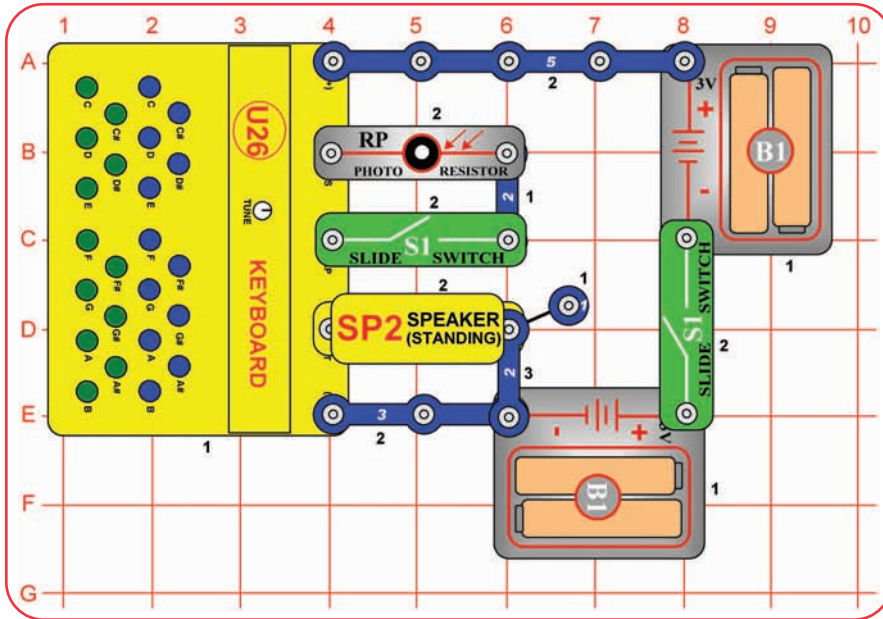 1 2 3 4 5 6 7 8 9 10
A
B
C
D
E
F
G
C
C#
D
D#
E
F
F#
G
G#
A
A#
B
C
C#
D
D#
E
F
F#
G
G#
A
A#
B
U26
TUNE
KEYBOARD
1
5
2
2
RP
PHOTO RESISTOR
2
1
2
S1
SLIDE SWITCH
2
SP2 SPEAKER
(STANDING)
1
1
2
3
3
2
3V
+
-
B1
1
S1
SLIDE SWITCH
2
- +
B1
1